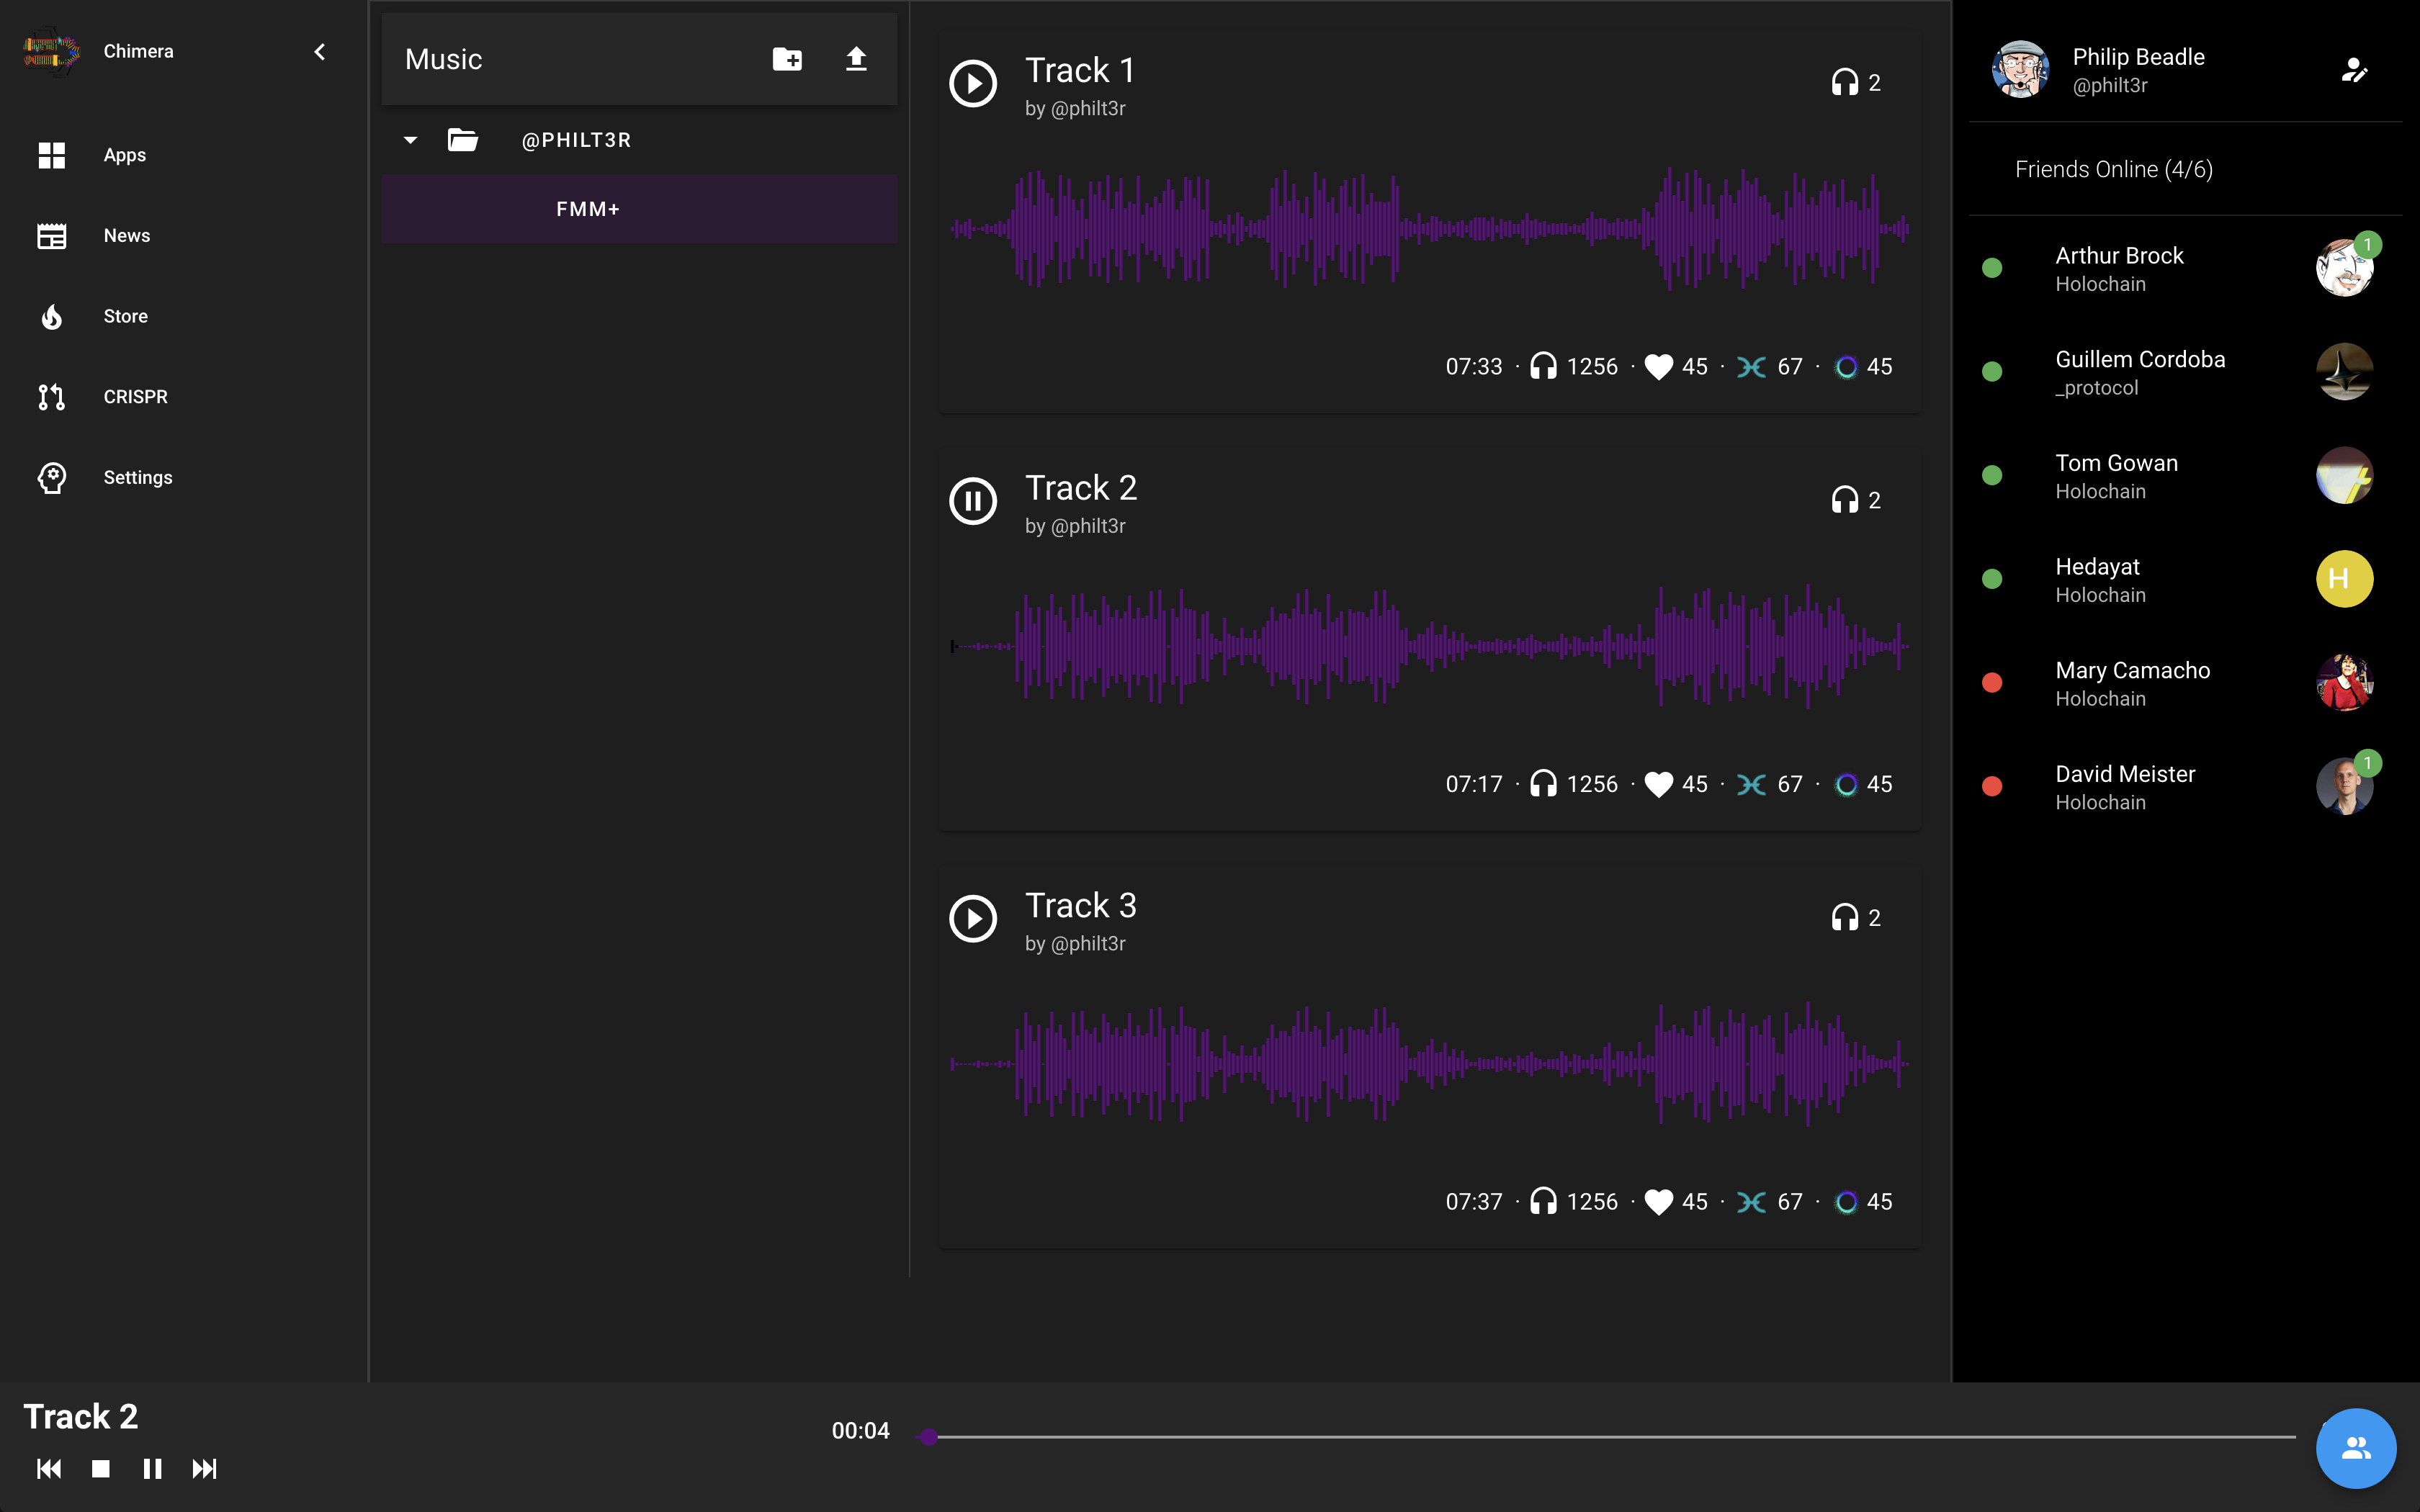 Chimera
Apps
News
Store
CRISPR
Settings
Music
@PHILT3R
FMM+
Track 1
by @philt3r
2
07:33 · 1256 · 45 · 67 · 45
Track 2
by @philt3r
2
07:17 · 1256 · 45 · 67 · 45
Track 3
by @philt3r
2
07:37 · 1256 · 45 · 67 · 45
Philip Beadle
@philt3r
Friends Online (4/6)
Arthur Brock
Holochain
1
Guillem Cordoba
_protocol
Tom Gowan
Holochain
Hedayat
Holochain
H
Mary Camacho
Holochain
David Meister
Holochain
1
Track 2
00:04